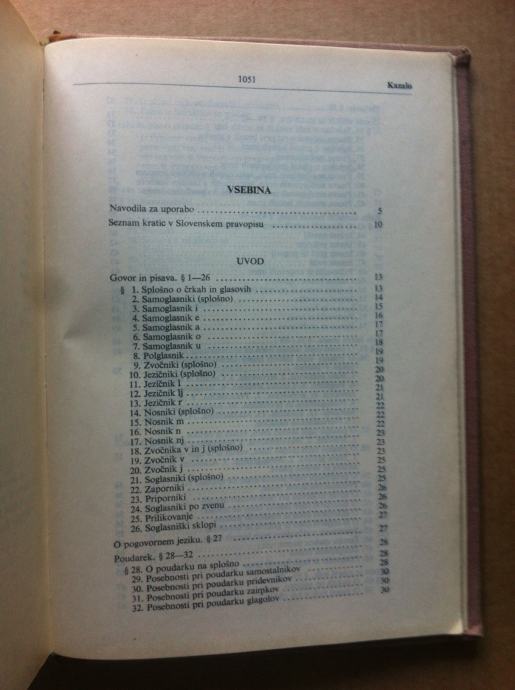 1051
Kazalo
VSEBINA
Navodila za uporabo 5
Seznam kratic v Slovenskem pravopisu 10
UVOD
Govor in pisava. § 1—26 13
§ 1. Splošno o črkah in glasovih 13
2. Samoglasniki (splošno) 14
3. Samoglasnik i 15
4. Samoglasnik e 16
5. Samoglasnik a 17
6. Samoglasnik o 17
7. Samoglasnik u 18
8. Polglasnik 19
9. Zvočniki (splošno) 19
10. Jezičniki (splošno) 20
11. Jezičnik l 20
12. Jezičnik lj 21
13. Jezičnik r 21
14. Nosniki (splošno) 22
15. Nosnik m 22
16. Nosnik n 22
17. Nosnik nj 23
18. Zvočnika v in j (splošno) 23
19. Zvočnik v 25
20. Zvočnik j 25
21. Soglasniki (splošno) 25
22. Zaporniki 26
23. Priporniki 26
24. Soglasniki po zvenu 26
25. Prilikovanje 27
26. Soglasniški sklopi
O pogovornem jeziku. § 27 27
Poudarek. § 28—32 28
§ 28. O poudarku na splošno 28
29. Posebnosti pri poudarku samostalnikov 28
30. Posebnosti pri poudarku pridevnikov 30
31. Posebnosti pri poudarku zaimkov 30
32. Posebnosti pri poudarku glagolov 30